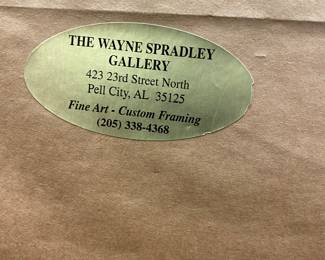 THE WAYNE SPRADLEY
GALLERY
423 23rd Street North
Pell City, AL 35125
Fine Art - Custom Framing
(205) 338-4368